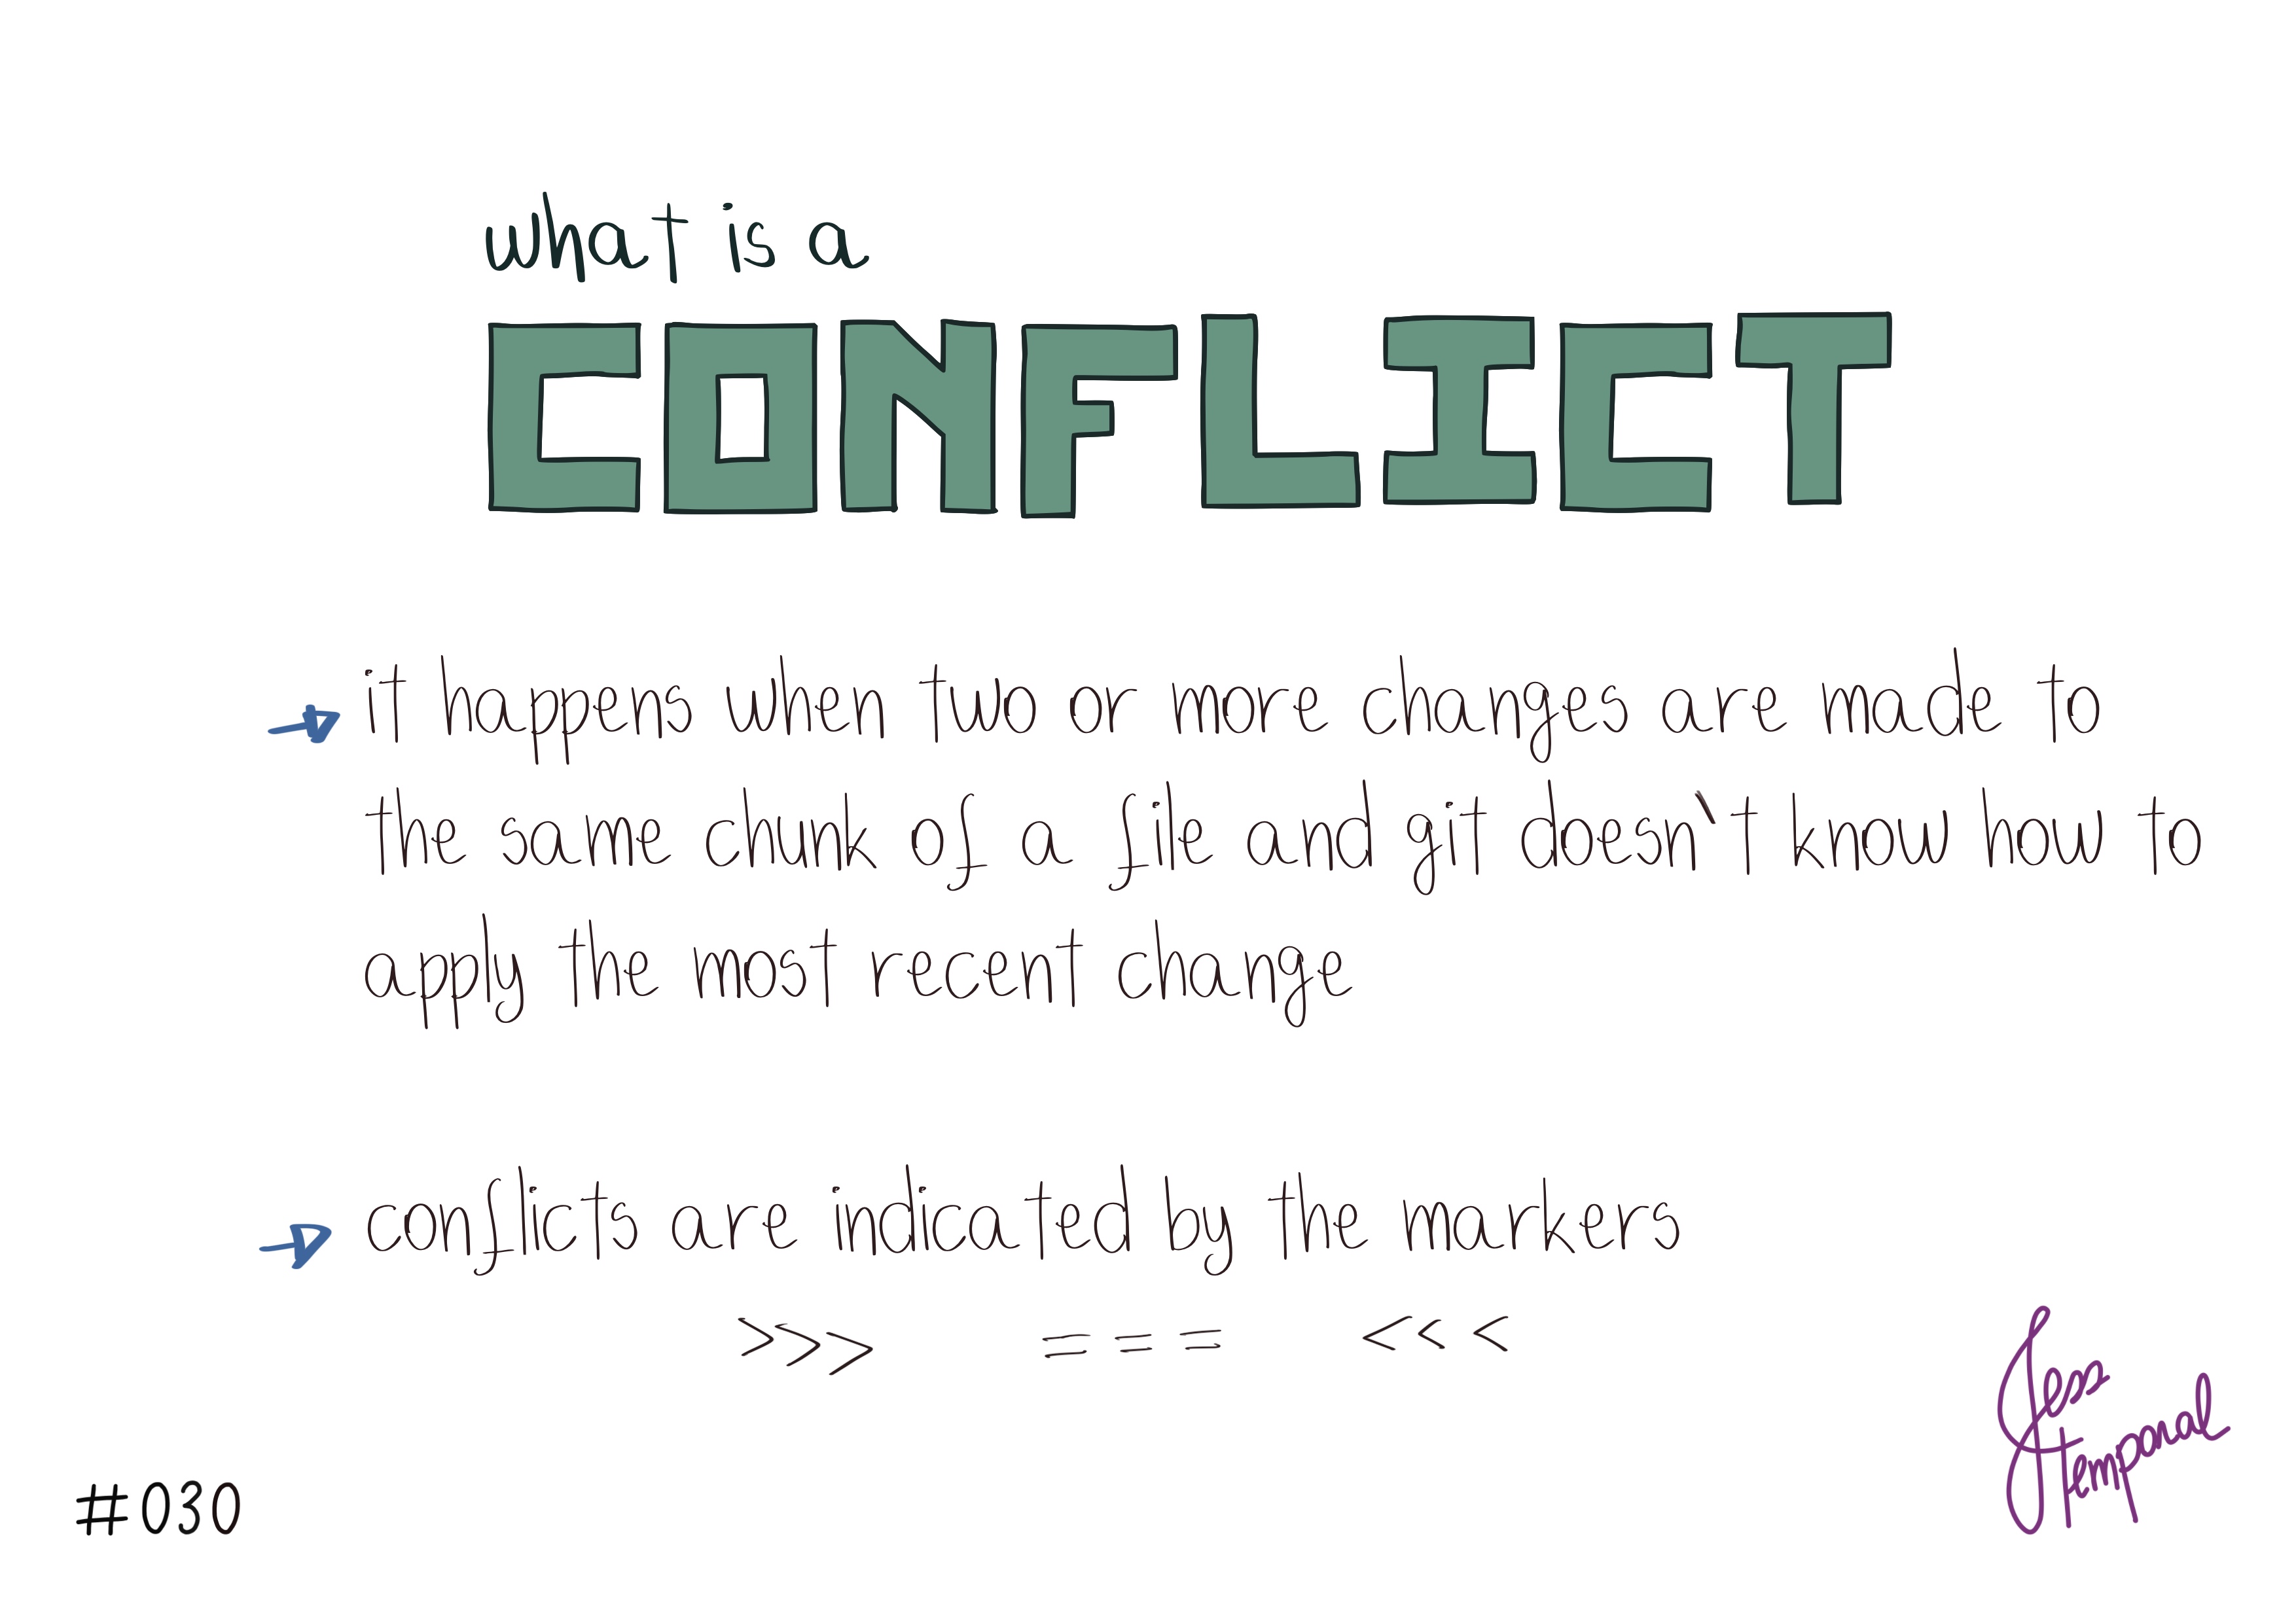 what is a
CONFLICT
it happens when two or more changes are made to
the same chunk of a file and git doesn`t know how to
apply the most recent change
conflicts are indicated by the markers
>>> === <<<
Jess
temporal
#030